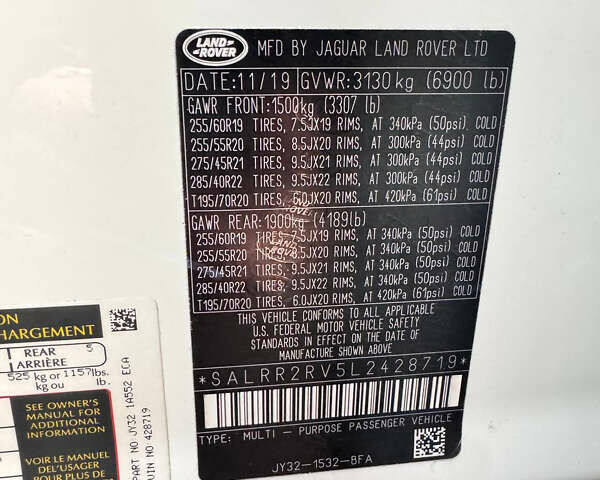 LAND ROVER MFD BY JAGUAR LAND ROVER LTD
DATE:11/19 GVWR:3130kg (6900 lb)
GAWR FRONT:1500kg (3307 lb)
255/60R19 TIRES, 7.5JX19 RIMS, AT 340kPa (50psi) COLD
255/55R20 TIRES, 8.5JX20 RIMS, AT 300kPa (44psi) COLD
275/45R21 TIRES, 9.5JX21 RIMS, AT 300kPa (44psi) COLD
285/40R22 TIRES, 9.5JX22 RIMS, AT 300kPa (44psi) COLD
T195/70R20 TIRES, 6.0JX20 RIMS, AT 420kPa (61psi) COLD
GAWR REAR:1900kg (4189lb)
255/60R19 TIRES, 7.5JX19 RIMS, AT 340kPa (50psi) COLD
255/55R20 TIRES, 8.5JX20 RIMS, AT 340kPa (50psi) COLD
275/45R21 TIRES, 9.5JX21 RIMS, AT 340kPa (50psi) COLD
285/40R22 TIRES, 9.5JX22 RIMS, AT 340kPa (50psi) COLD
T195/70R20 TIRES, 6.0JX20 RIMS, AT 420kPa (61psi) COLD
THIS VEHICLE CONFORMS TO ALL APPLICABLE
U.S. FEDERAL MOTOR VEHICLE SAFETY
STANDARDS IN EFFECT ON THE DATE OF
MANUFACTURE SHOWN ABOVE.
*SALRR2RV5L2428719*
TYPE: MULTI - PURPOSE PASSENGER VEHICLE
JY32-1532-BFA
ON
HARGEMENT
REAR 5
ARRIÈRE
525 kg or 1157lbs.
kg ou lb.
SEE OWNER'S
MANUAL FOR
ADDITIONAL
INFORMATION
VOIR LE MANUEL
DE L'USAGER
POUR PLUS DE
PART NO JY32 1A552 ECA
VIN NO 428719